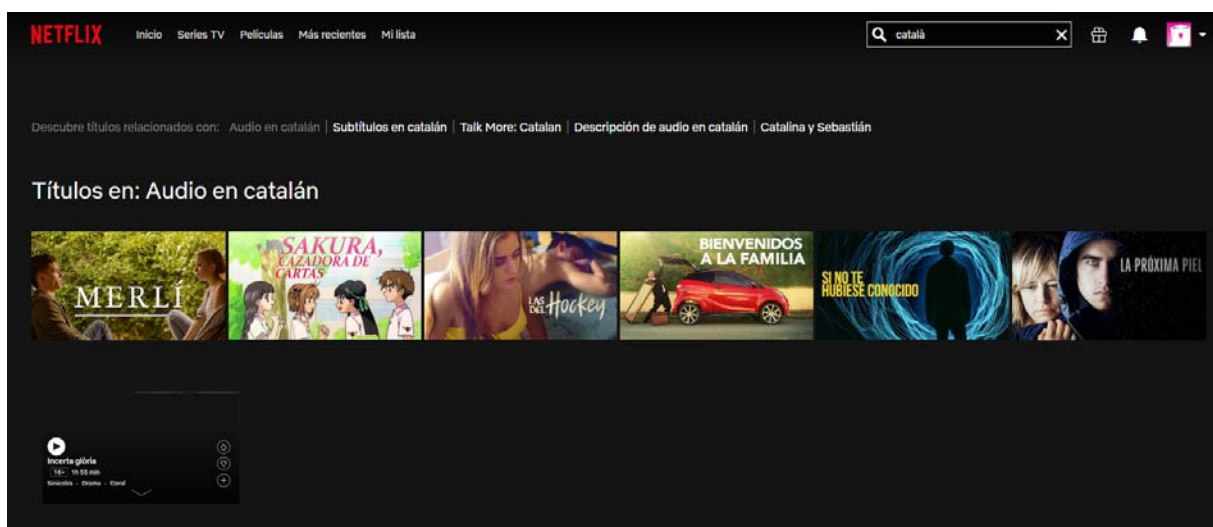 NETFLIX Inicio Series TV Películas Más recientes Mi lista català
Descubre títulos relacionados con: Audio en catalán | Subtítulos en catalán | Talk More: Catalan | Descripción de audio en catalán | Catalina y Sebastián
Títulos en: Audio en catalán
MERLÍ
SAKURA,
CAZADORA DE
CARTAS
LAS DEL Hockey
BIENVENIDOS
A LA FAMILIA
SI NO TE
HUBIESE CONOCIDO
LA PRÓXIMA PIEL
Incerta glòria
16+ 1h 55 min
Siniestra - Drama - Coral